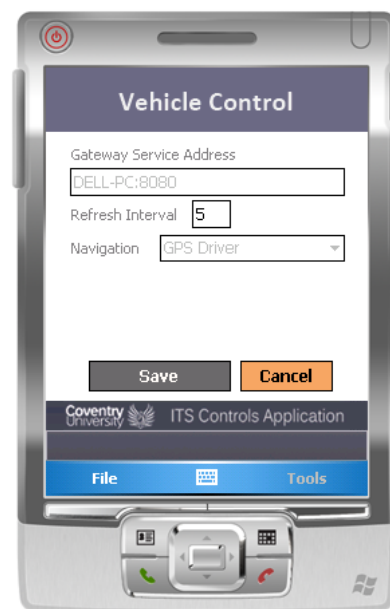 Vehicle Control
Gateway Service Address
DELL-PC:8080
Refresh Interval 5
Navigation GPS Driver
Save Cancel
Coventry
University ITS Controls Application
File Tools